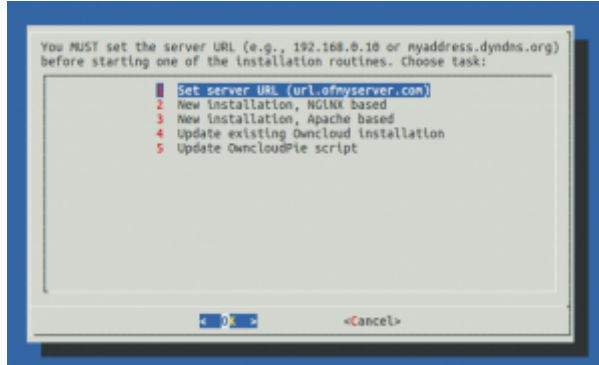 You MUST set the server URL (e.g., 192.168.0.10 or myaddress.dyndns.org)
before starting one of the installation routines. Choose task:
1 Set server URL (url.ofmyserver.com)
2 New installation, NGiNX based
3 New installation, Apache based
4 Update existing Owncloud installation
5 Update OwncloudPie script
< OK > <Cancel>